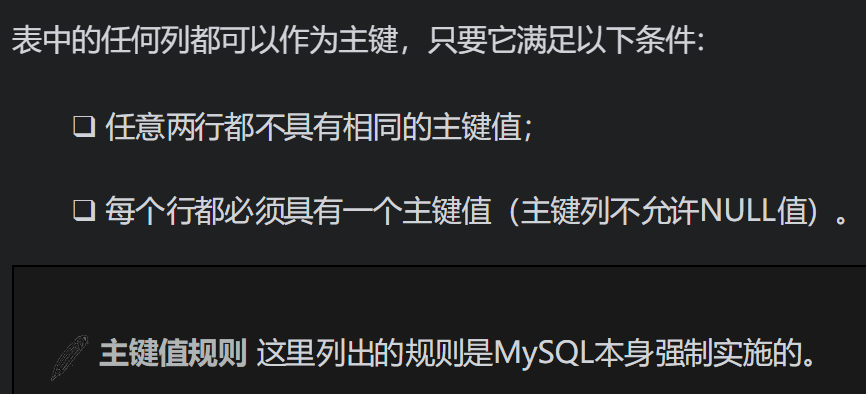 表中的任何列都可以作为主键，只要它满足以下条件：
❑ 任意两行都不具有相同的主键值；
❑ 每个行都必须具有一个主键值（主键列不允许NULL值）。
主键值规则 这里列出的规则是MySQL本身强制实施的。